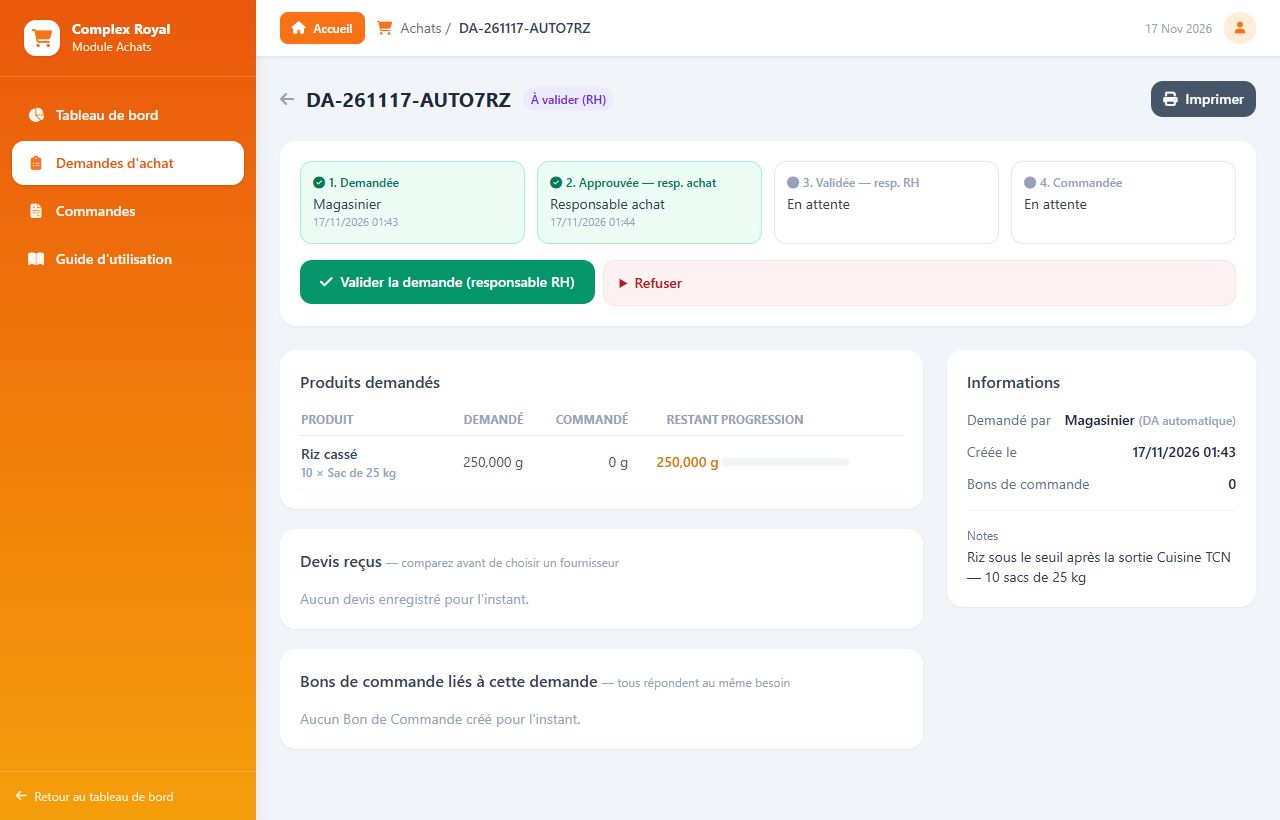 Complex Royal
Module Achats
Tableau de bord
Demandes d'achat
Commandes
Guide d'utilisation
Retour au tableau de bord
Accueil
Achats / DA-261117-AUTO7RZ
17 Nov 2026
DA-261117-AUTO7RZ
À valider (RH)
Imprimer
1. Demandée
Magasinier
17/11/2026 01:43
2. Approuvée — resp. achat
Responsable achat
17/11/2026 01:44
3. Validée — resp. RH
En attente
4. Commandée
En attente
Valider la demande (responsable RH)
Refuser
Produits demandés
PRODUIT DEMANDÉ COMMANDÉ RESTANT PROGRESSION
Riz cassé
10 × Sac de 25 kg
250,000 g 0 g 250,000 g
Devis reçus — comparez avant de choisir un fournisseur
Aucun devis enregistré pour l'instant.
Bons de commande liés à cette demande — tous répondent au même besoin
Aucun Bon de Commande créé pour l'instant.
Informations
Demandé par Magasinier (DA automatique)
Créée le 17/11/2026 01:43
Bons de commande 0
Notes
Riz sous le seuil après la sortie Cuisine TCN
— 10 sacs de 25 kg